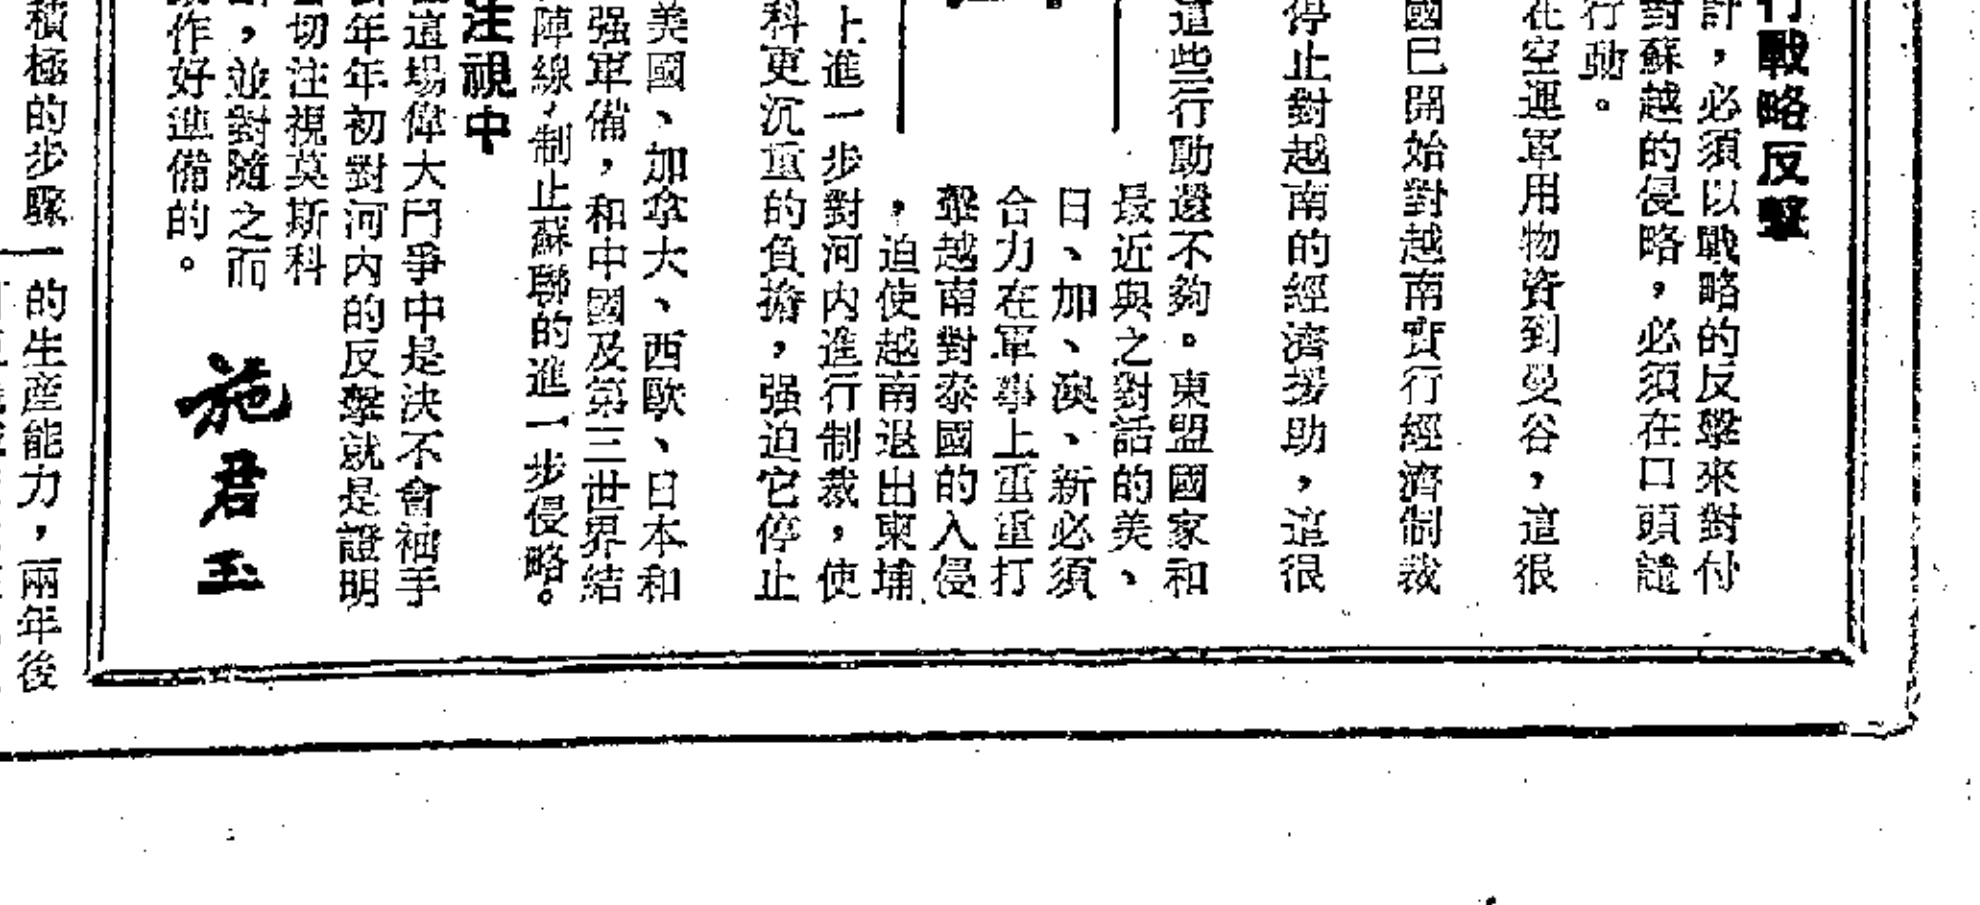 行戰略反擊
計，必須以戰略的反擊來對付
對蘇越的侵略，必須在口頭譴
行動。
在空運軍用物資到曼谷，這很
國已開始對越南實行經濟制裁
停止對越南的經濟援助，這很
這些行動還不夠。東盟國家和
最近與之對話的美、
日、加、澳、新必須
合力在軍事上重重打
擊越南對泰國的入侵
，迫使越南退出柬埔
上進一步對河內進行制裁，使
科更沉重的負擔，强迫它停止
美國、加拿大、西歐、日本和
强軍備，和中國及第三世界結
陣線，制止蘇聯的進一步侵略。
注視中
這場偉大鬥爭中是決不會袖手
年年初對河內的反擊就是證明
切注視莫斯科
，並對隨之而
作好準備的。
施君玉
積極的步驟
的生産能力，兩年後